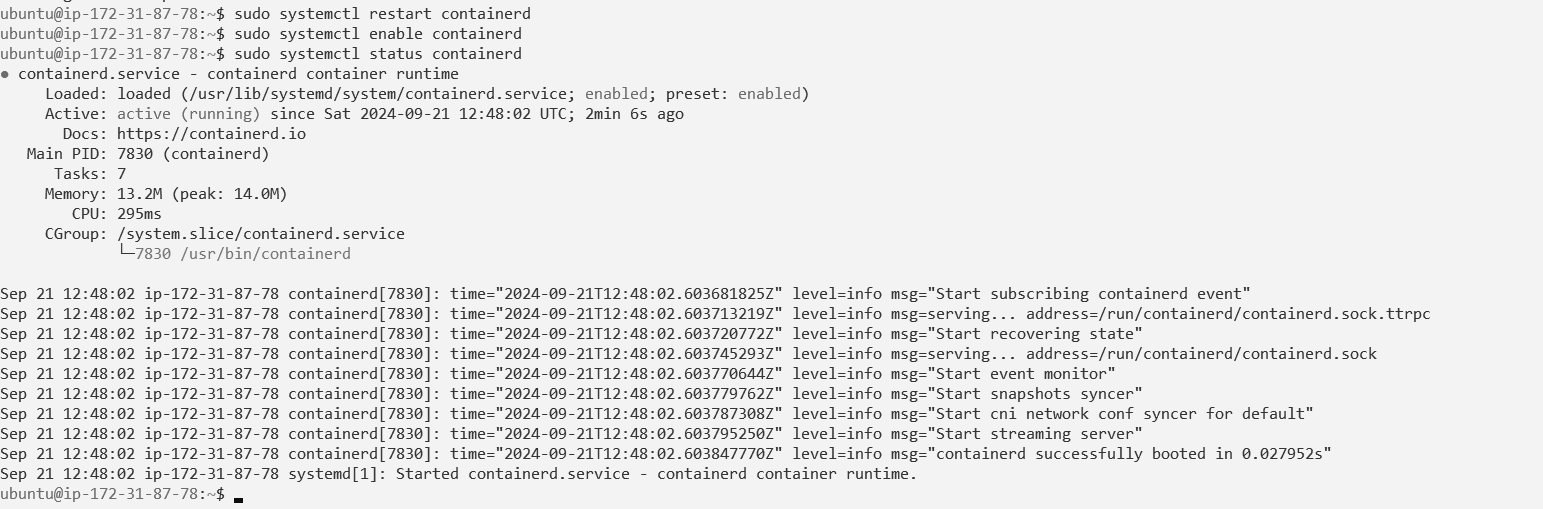 ubuntu@ip-172-31-87-78:~$ sudo systemctl restart containerd
ubuntu@ip-172-31-87-78:~$ sudo systemctl enable containerd
ubuntu@ip-172-31-87-78:~$ sudo systemctl status containerd
● containerd.service - containerd container runtime
     Loaded: loaded (/usr/lib/systemd/system/containerd.service; enabled; preset: enabled)
     Active: active (running) since Sat 2024-09-21 12:48:02 UTC; 2min 6s ago
       Docs: https://containerd.io
   Main PID: 7830 (containerd)
      Tasks: 7
     Memory: 13.2M (peak: 14.0M)
        CPU: 295ms
     CGroup: /system.slice/containerd.service
             └─7830 /usr/bin/containerd

Sep 21 12:48:02 ip-172-31-87-78 containerd[7830]: time="2024-09-21T12:48:02.603681825Z" level=info msg="Start subscribing containerd event"
Sep 21 12:48:02 ip-172-31-87-78 containerd[7830]: time="2024-09-21T12:48:02.603713219Z" level=info msg=serving... address=/run/containerd/containerd.sock.ttrpc
Sep 21 12:48:02 ip-172-31-87-78 containerd[7830]: time="2024-09-21T12:48:02.603720772Z" level=info msg="Start recovering state"
Sep 21 12:48:02 ip-172-31-87-78 containerd[7830]: time="2024-09-21T12:48:02.603745293Z" level=info msg=serving... address=/run/containerd/containerd.sock
Sep 21 12:48:02 ip-172-31-87-78 containerd[7830]: time="2024-09-21T12:48:02.603770644Z" level=info msg="Start event monitor"
Sep 21 12:48:02 ip-172-31-87-78 containerd[7830]: time="2024-09-21T12:48:02.603779762Z" level=info msg="Start snapshots syncer"
Sep 21 12:48:02 ip-172-31-87-78 containerd[7830]: time="2024-09-21T12:48:02.603787308Z" level=info msg="Start cni network conf syncer for default"
Sep 21 12:48:02 ip-172-31-87-78 containerd[7830]: time="2024-09-21T12:48:02.603795250Z" level=info msg="Start streaming server"
Sep 21 12:48:02 ip-172-31-87-78 containerd[7830]: time="2024-09-21T12:48:02.603847770Z" level=info msg="containerd successfully booted in 0.027952s"
Sep 21 12:48:02 ip-172-31-87-78 systemd[1]: Started containerd.service - containerd container runtime.
ubuntu@ip-172-31-87-78:~$